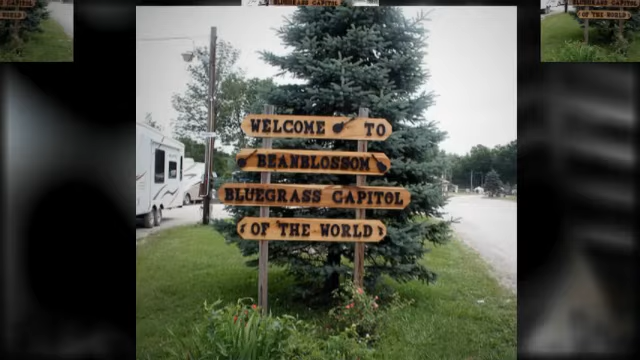 WELCOME TO
BEANBLOSSOM
BLUEGRASS CAPITOL
OF THE WORLD